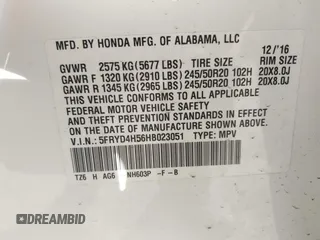 MFD. BY HONDA MFG. OF ALABAMA, LLC
12/'16
GVWR 2575 KG(5677 LBS) TIRE SIZE RIM SIZE
GAWR F 1320 KG(2910 LBS) 245/50R20 102H 20X8.0J
GAWR R 1345 KG(2965 LBS) 245/50R20 102H 20X8.0J
THIS VEHICLE CONFORMS TO ALL APPLICABLE
FEDERAL MOTOR VEHICLE SAFETY AND
THEFT PREVENTION STANDARDS IN EFFECT
ON THE DATE OF MANUFACTURE SHOWN ABOVE.
V.I.N.: 5FRYD4H56HB023051 TYPE: MPV
TZ6 H AG6 NH603P -F -B
AUTOBIDMASTER